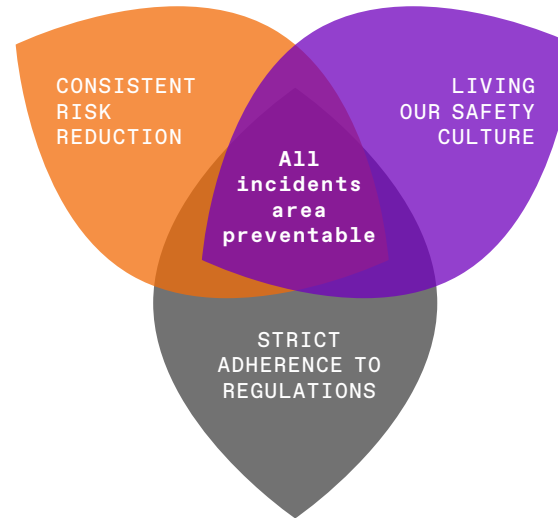 CONSISTENT
RISK
REDUCTION
LIVING
OUR SAFETY
CULTURE
All
incidents
area
preventable
STRICT
ADHERENCE TO
REGULATIONS